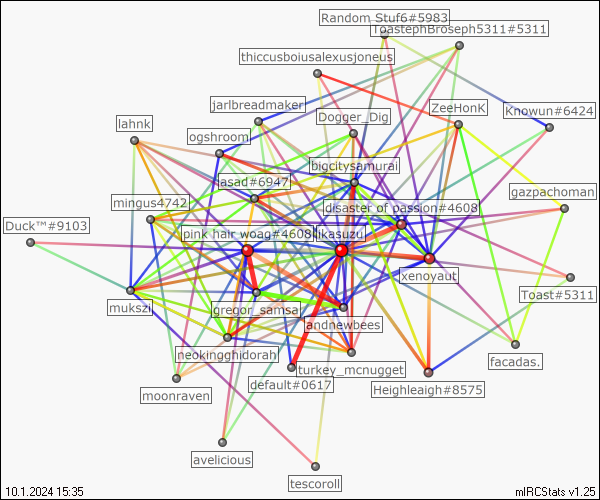 Random Stuf6#5983
ToastephBroseph5311#5311
thiccusboiusalexusjoneus
jarlbreadmaker
ZeeHonK
Knowun#6424
Dogger_Dig
lahnk
ogshroom
bigcitysamurai
jasad#6947
mingus4742
gazpachoman
disaster of passion#4608
Duck™#9103
pink hair woag#4608
likasuzu
xenoyaut
Toast#5311
mukszi
gregor_samsa
andnewbees
neokingghidorah
turkey_mcnugget
facadas.
default#0617
Heighleaigh#8575
moonraven
avelicious
tescoroll
10.1.2024 15:35
mIRCStats v1.25